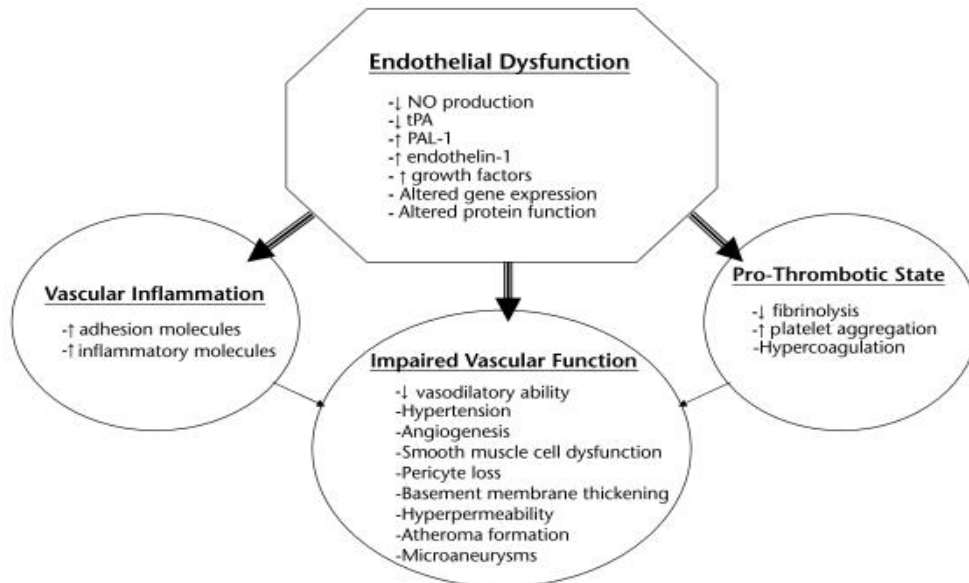 Endothelial Dysfunction
-↓ NO production
-↓ tPA
-↑ PAL-1
-↑ endothelin-1
- ↑ growth factors
- Altered gene expression
- Altered protein function
Vascular Inflammation
-↑ adhesion molecules
-↑ inflammatory molecules
Pro-Thrombotic State
-↓ fibrinolysis
-↑ platelet aggregation
-Hypercoagulation
Impaired Vascular Function
-↓ vasodilatory ability
-Hypertension
-Angiogenesis
-Smooth muscle cell dysfunction
-Pericyte loss
-Basement membrane thickening
-Hyperpermeability
-Atheroma formation
-Microaneurysms